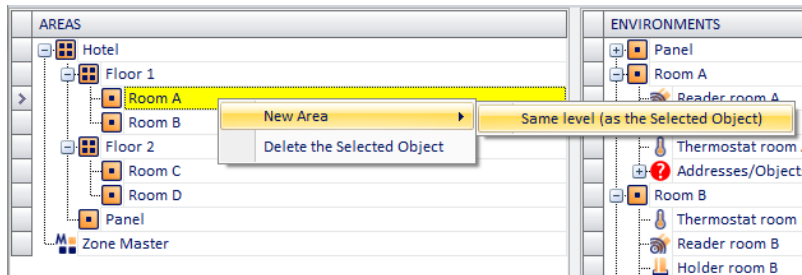 AREAS
Hotel
Floor 1
Room A
Room B
Floor 2
Room C
Room D
Panel
Zone Master
New Area
Delete the Selected Object
Same level (as the Selected Object)
ENVIRONMENTS
Panel
Room A
Reader room A
Thermostat room
Addresses/Object
Room B
Thermostat room
Reader room B
Holder room B